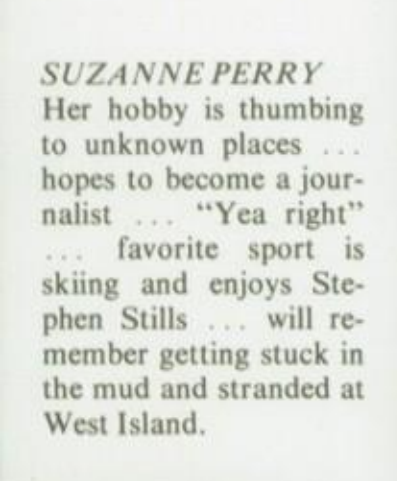 SUZANNE PERRY
Her hobby is thumbing
to unknown places ...
hopes to become a jour-
nalist ... “Yea right”
... favorite sport is
skiing and enjoys Ste-
phen Stills ... will re-
member getting stuck in
the mud and stranded at
West Island.